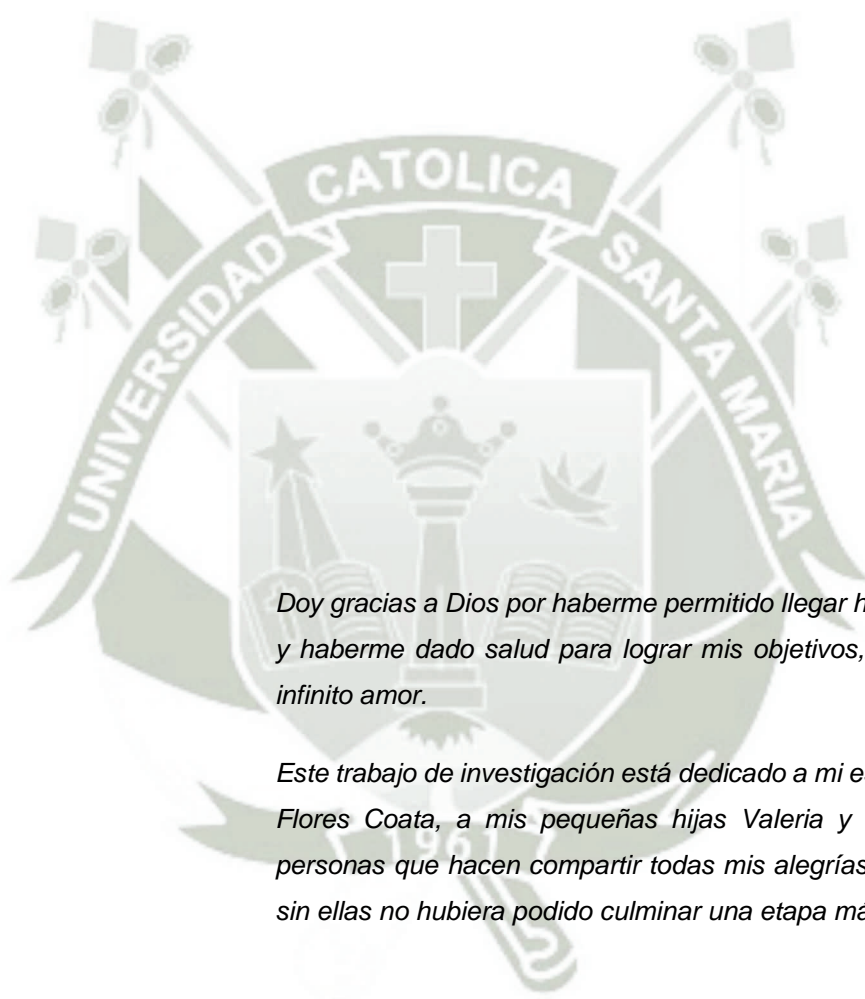 UNIVERSIDAD CATOLICA SANTA MARIA
Doy gracias a Dios por haberme permitido llegar
y haberme dado salud para lograr mis objetivos,
infinito amor.
Este trabajo de investigación está dedicado a mi
Flores Coata, a mis pequeñas hijas Valeria y
personas que hacen compartir todas mis alegrías
sin ellas no hubiera podido culminar una etapa
1961